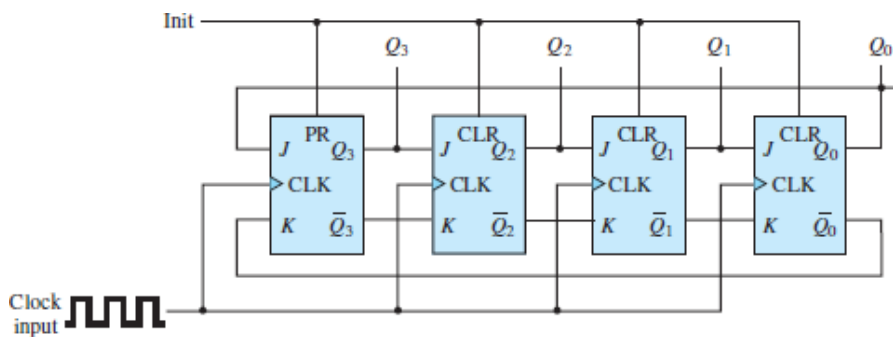 Init
Q3 Q2 Q1 Q0
PR CLR CLR CLR
J Q3 J Q2 J Q1 J Q0
CLK CLK CLK CLK
K Q̅3 K Q̅2 K Q̅1 K Q̅0
Clock
input